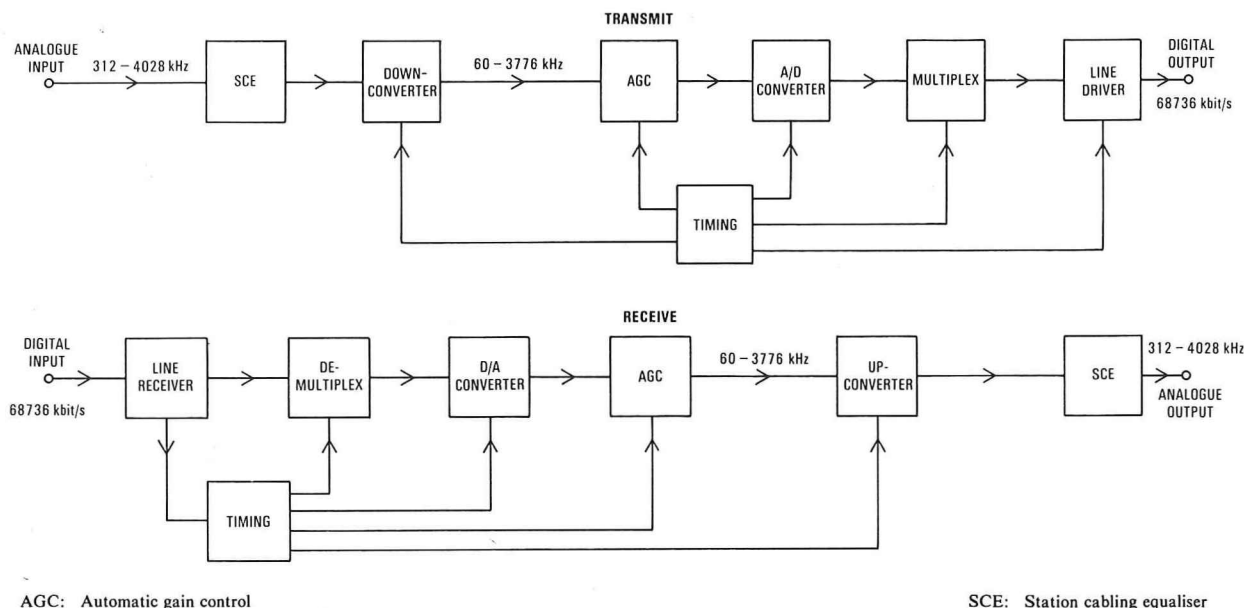 TRANSMIT
ANALOGUE
INPUT
312 – 4028 kHz
SCE
DOWN-
CONVERTER
60 – 3776 kHz
AGC
A/D
CONVERTER
MULTIPLEX
LINE
DRIVER
DIGITAL
OUTPUT
68736 kbit/s
TIMING
RECEIVE
DIGITAL
INPUT
68736 kbit/s
LINE
RECEIVER
DE-
MULTIPLEX
D/A
CONVERTER
AGC
60 – 3776 kHz
UP-
CONVERTER
SCE
312 – 4028 kHz
ANALOGUE
OUTPUT
TIMING
AGC: Automatic gain control
SCE: Station cabling equaliser